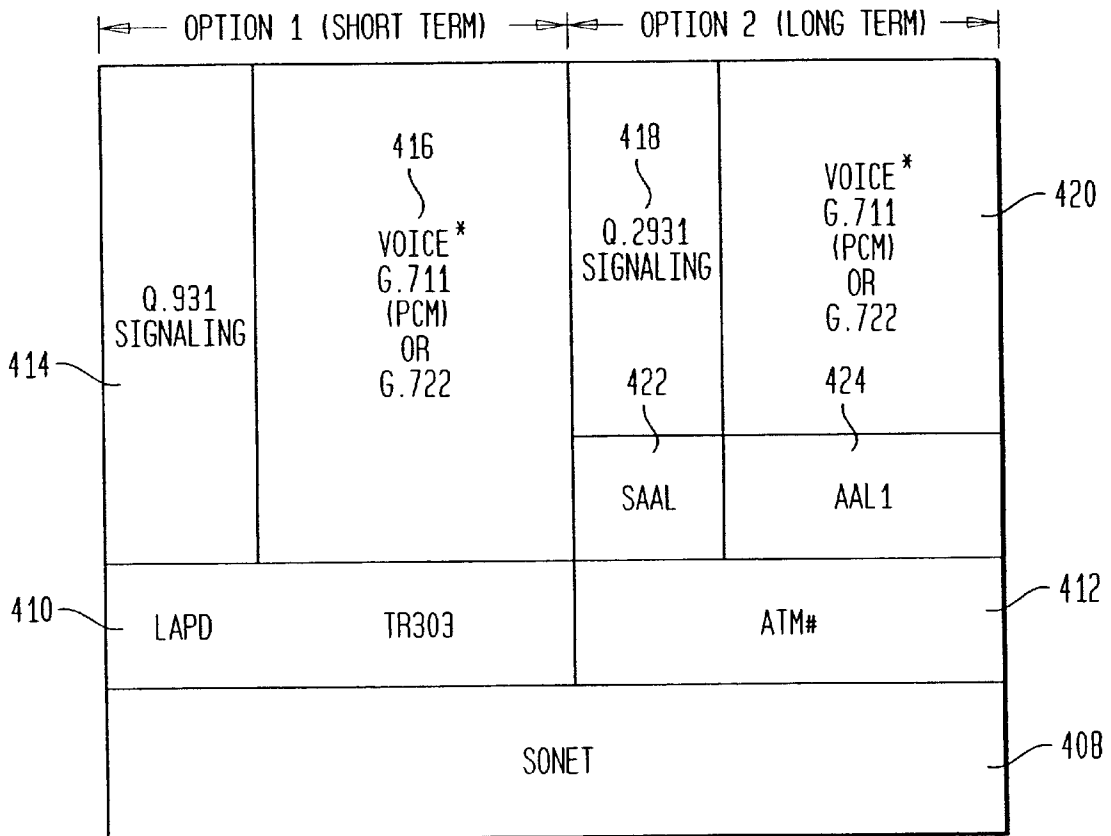 OPTION 1 (SHORT TERM)
OPTION 2 (LONG TERM)
414
Q.931
SIGNALING
416
VOICE*
G.711
(PCM)
OR
G.722
418
Q.2931
SIGNALING
VOICE*
G.711
(PCM)
OR
G.722
420
422
SAAL
424
AAL1
410
LAPD
TR303
ATM#
412
SONET
408